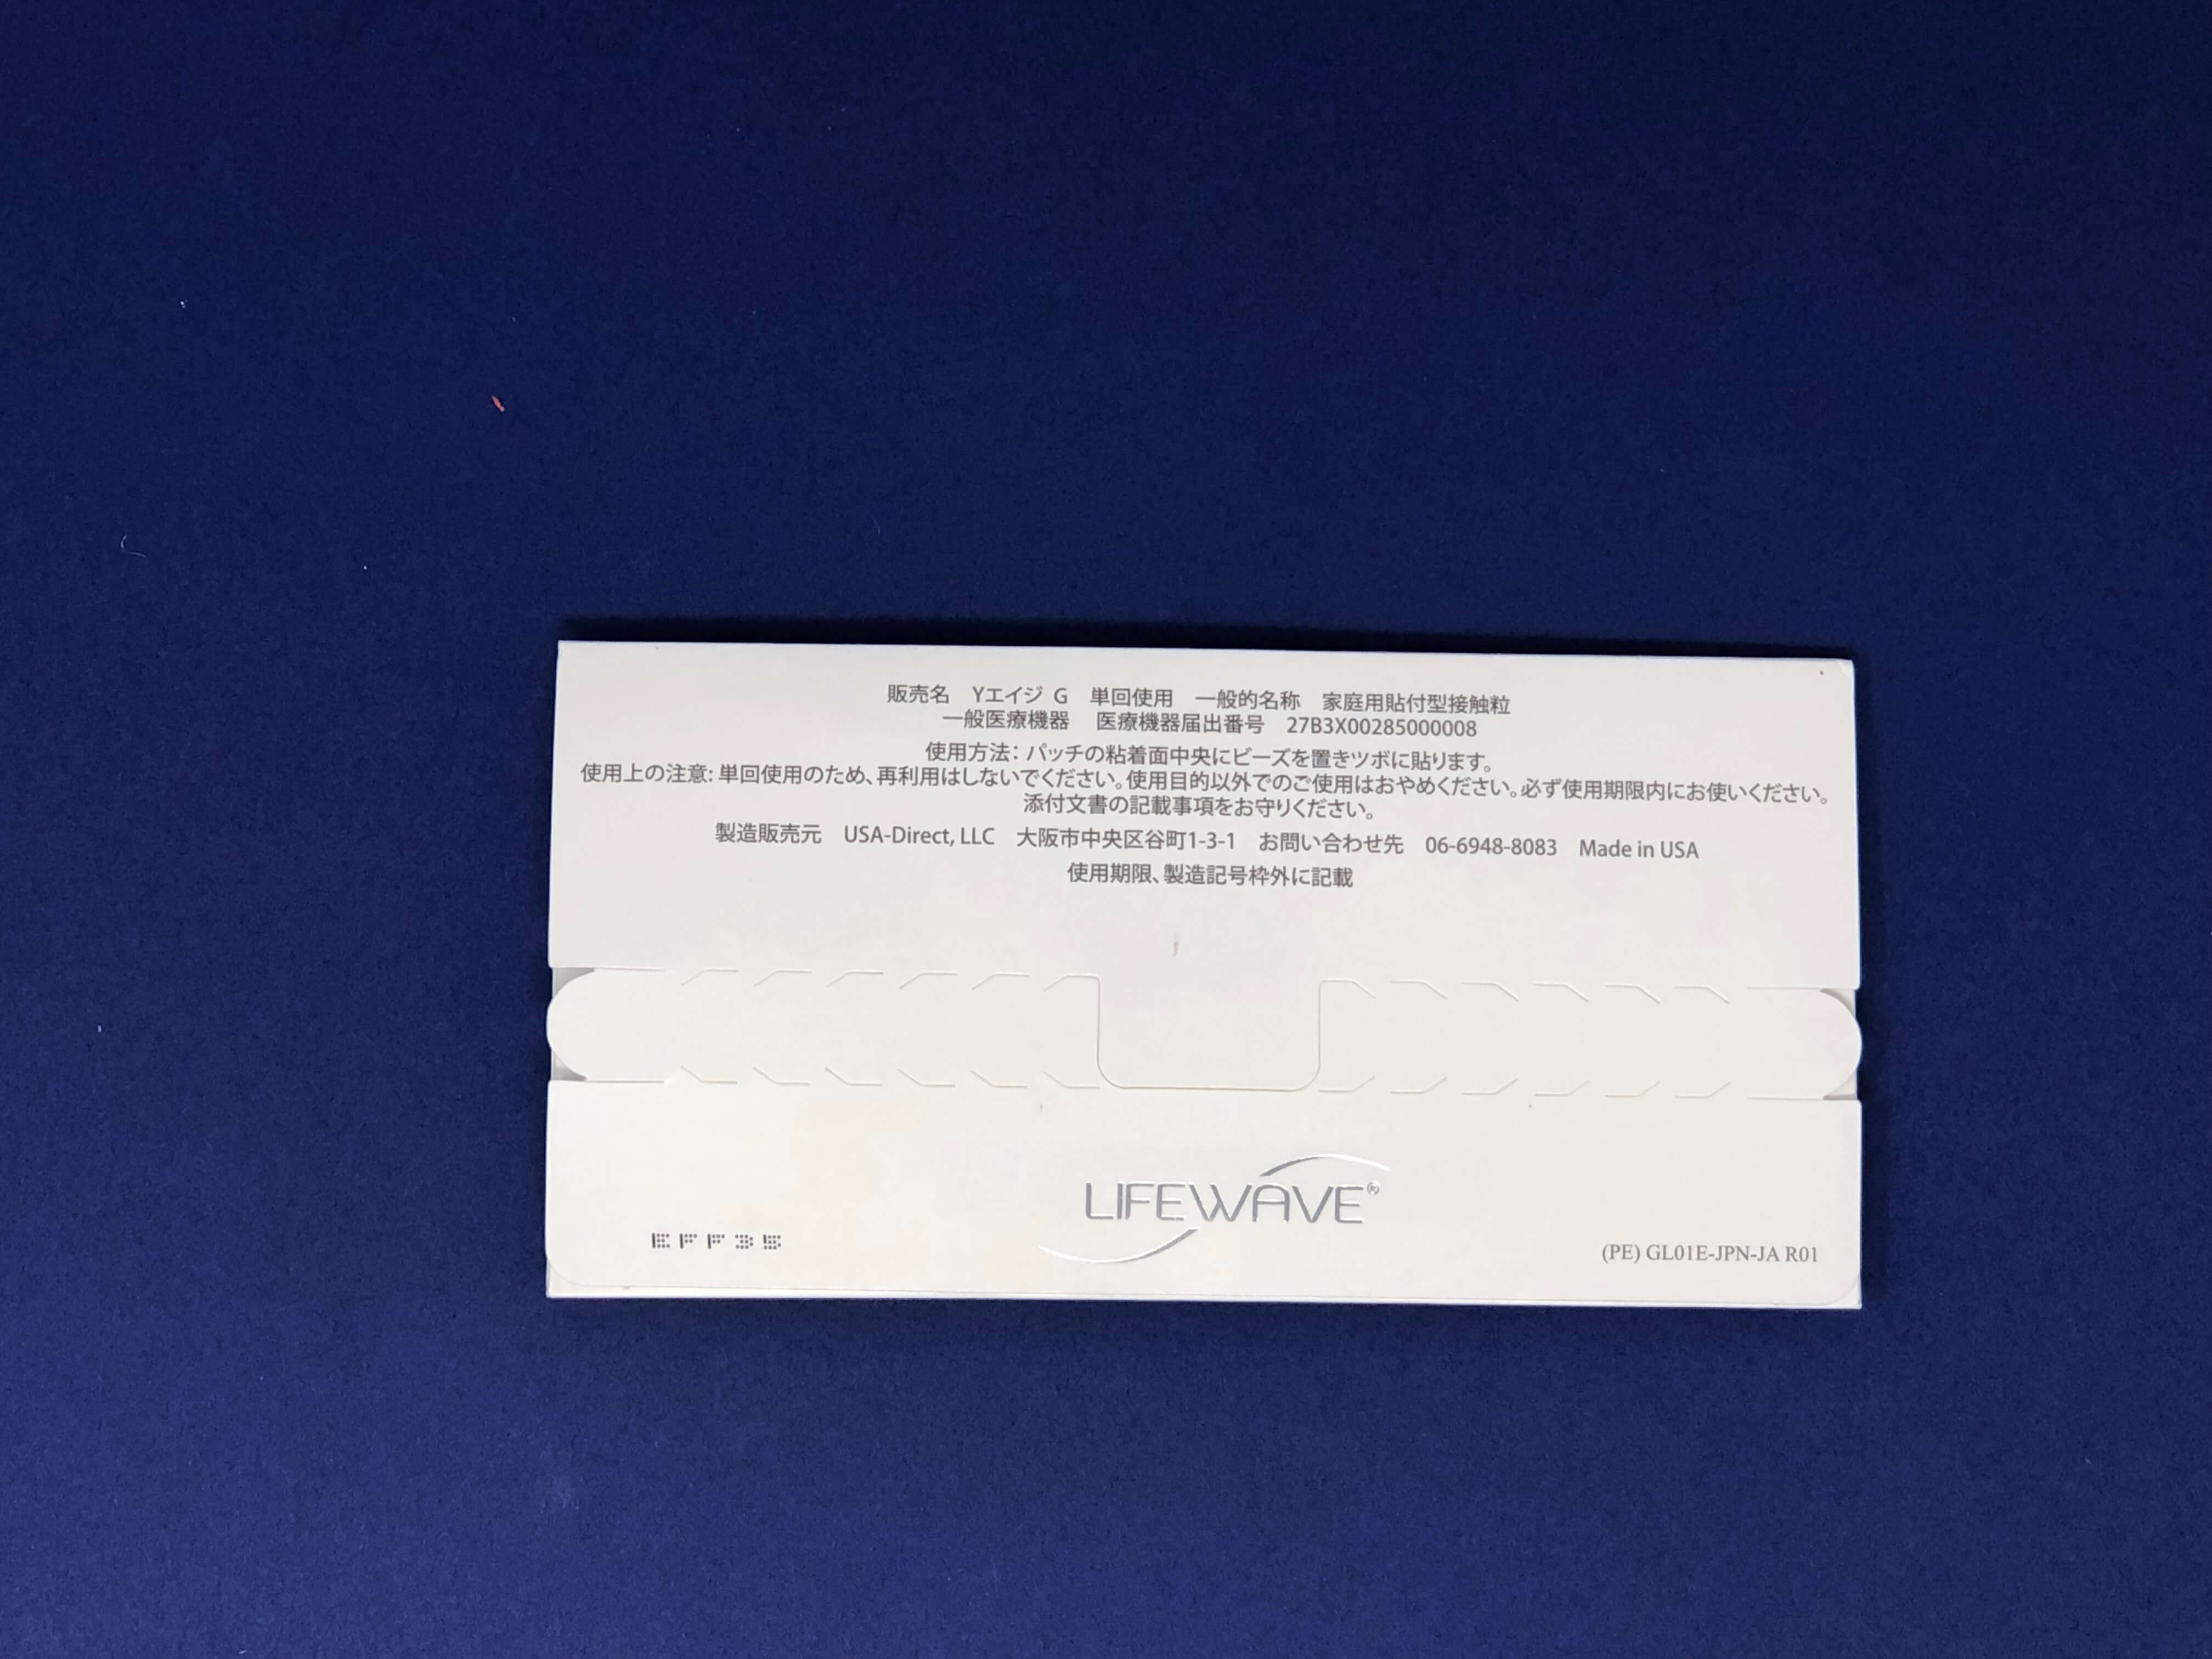 販売名　Yエイジ G　単回使用　一般的名称　家庭用貼付型接触粒
一般医療機器　医療機器届出番号　27B3X00285000008
使用方法：パッチの粘着面中央にビーズを置きツボに貼ります。
使用上の注意：単回使用のため、再利用はしないでください。使用目的以外でのご使用はおやめください。必ず使用期限内にお使いください。
添付文書の記載事項をお守りください。
製造販売元　USA-Direct, LLC　大阪市中央区谷町1-3-1　お問い合わせ先　06-6948-8083　Made in USA
使用期限、製造記号枠外に記載
LIFEWAVE®
EFF35
(PE) GL01E-JPN-JA R01